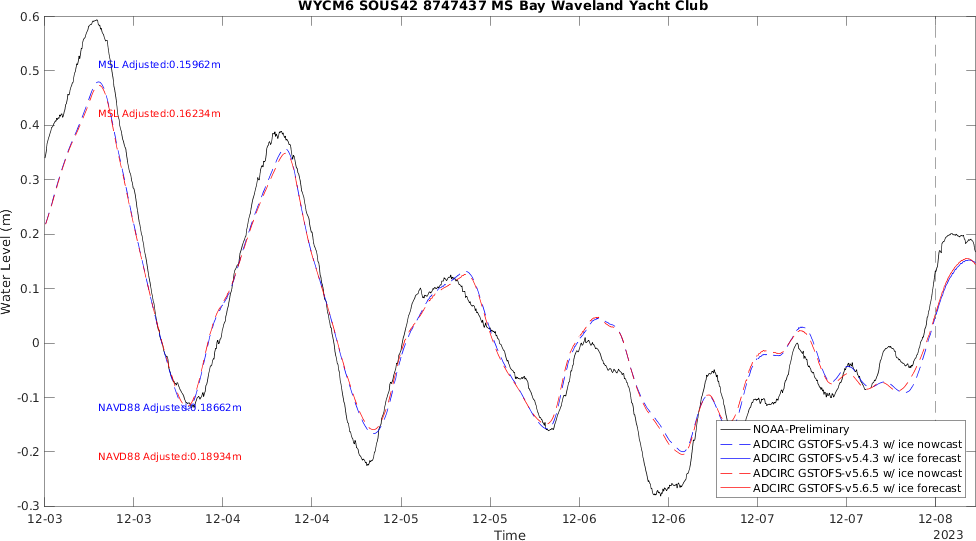 WYCM6 SOUS42 8747437 MS Bay Waveland Yacht Club
0.6
0.5
0.4
0.3
0.2
0.1
0
-0.1
-0.2
-0.3
Water Level (m)
MSL Adjusted:0.15962m
MSL Adjusted:0.16234m
NAVD88 Adjusted:0.18662m
NAVD88 Adjusted:0.18934m
NOAA-Preliminary
ADCIRC GSTOFS-v5.4.3 w/ ice nowcast
ADCIRC GSTOFS-v5.4.3 w/ ice forecast
ADCIRC GSTOFS-v5.6.5 w/ ice nowcast
ADCIRC GSTOFS-v5.6.5 w/ ice forecast
12-03 12-03 12-04 12-04 12-05 12-05 12-06 12-06 12-07 12-07 12-08
Time
2023